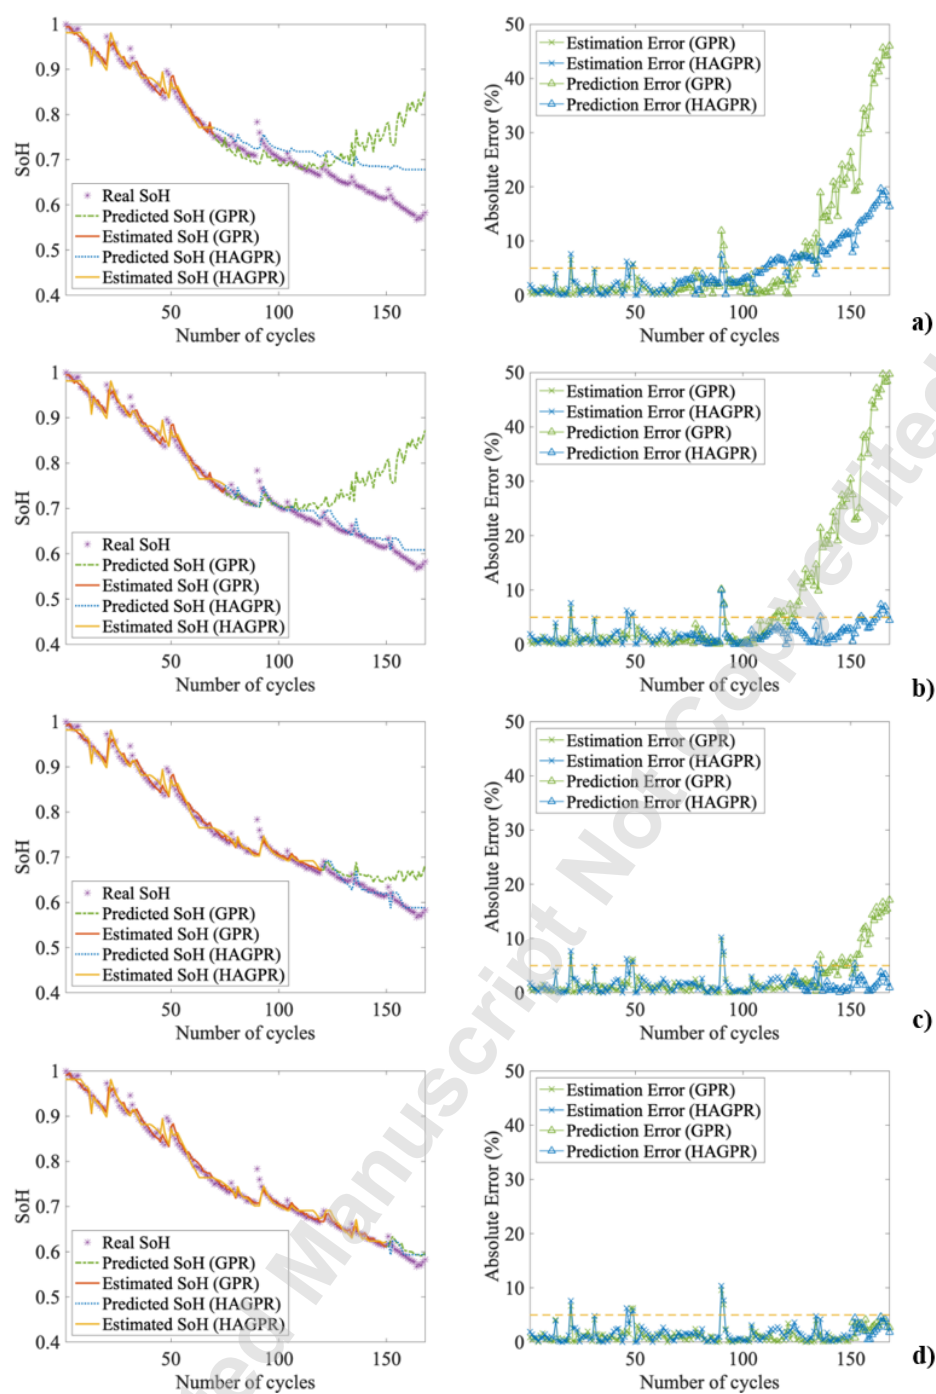 1
0.9
0.8
0.7
0.6
0.5
0.4
SoH
Real SoH
Predicted SoH (GPR)
Estimated SoH (GPR)
Predicted SoH (HAGPR)
Estimated SoH (HAGPR)
50
100
150
Number of cycles
50
40
30
20
10
0
Absolute Error (%)
Estimation Error (GPR)
Estimation Error (HAGPR)
Prediction Error (GPR)
Prediction Error (HAGPR)
50
100
150
Number of cycles
a)
1
0.9
0.8
0.7
0.6
0.5
0.4
SoH
Real SoH
Predicted SoH (GPR)
Estimated SoH (GPR)
Predicted SoH (HAGPR)
Estimated SoH (HAGPR)
50
100
150
Number of cycles
50
40
30
20
10
0
Absolute Error (%)
Estimation Error (GPR)
Estimation Error (HAGPR)
Prediction Error (GPR)
Prediction Error (HAGPR)
50
100
150
Number of cycles
b)
1
0.9
0.8
0.7
0.6
0.5
0.4
SoH
Real SoH
Predicted SoH (GPR)
Estimated SoH (GPR)
Predicted SoH (HAGPR)
Estimated SoH (HAGPR)
50
100
150
Number of cycles
50
40
30
20
10
0
Absolute Error (%)
Estimation Error (GPR)
Estimation Error (HAGPR)
Prediction Error (GPR)
Prediction Error (HAGPR)
50
100
150
Number of cycles
c)
1
0.9
0.8
0.7
0.6
0.5
0.4
SoH
Real SoH
Predicted SoH (GPR)
Estimated SoH (GPR)
Predicted SoH (HAGPR)
Estimated SoH (HAGPR)
50
100
150
Number of cycles
50
40
30
20
10
0
Absolute Error (%)
Estimation Error (GPR)
Estimation Error (HAGPR)
Prediction Error (GPR)
Prediction Error (HAGPR)
50
100
150
Number of cycles
d)
ted Manuscript Not Copyedited